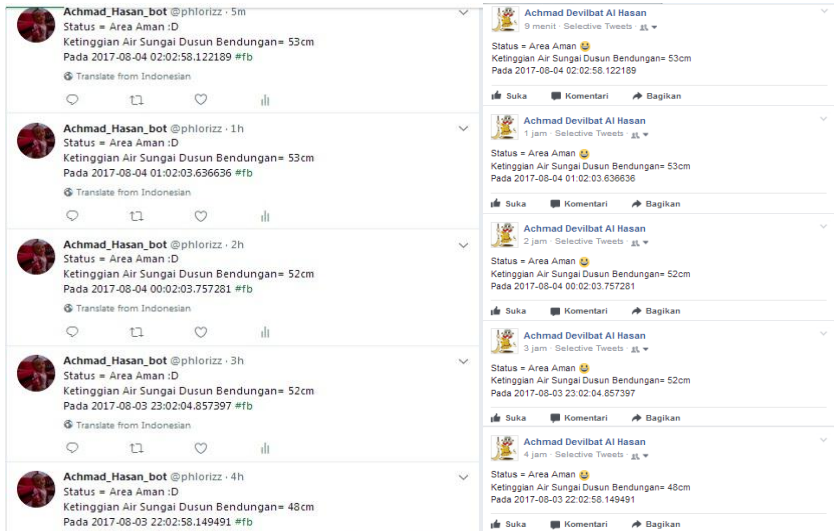 Achmad_Hasan_bot @phlorizz · 5m
Status = Area Aman :D
Ketinggian Air Sungai Dusun Bendungan= 53cm
Pada 2017-08-04 02:02:58.122189 #fb
Translate from Indonesian
Achmad_Hasan_bot @phlorizz · 1h
Status = Area Aman :D
Ketinggian Air Sungai Dusun Bendungan= 53cm
Pada 2017-08-04 01:02:03.636636 #fb
Translate from Indonesian
Achmad_Hasan_bot @phlorizz · 2h
Status = Area Aman :D
Ketinggian Air Sungai Dusun Bendungan= 52cm
Pada 2017-08-04 00:02:03.757281 #fb
Translate from Indonesian
Achmad_Hasan_bot @phlorizz · 3h
Status = Area Aman :D
Ketinggian Air Sungai Dusun Bendungan= 52cm
Pada 2017-08-03 23:02:04.857397 #fb
Translate from Indonesian
Achmad_Hasan_bot @phlorizz · 4h
Status = Area Aman :D
Ketinggian Air Sungai Dusun Bendungan= 48cm
Pada 2017-08-03 22:02:58.149491 #fb
Achmad Devilbat Al Hasan
9 menit · Selective Tweets ·
Status = Area Aman 😆
Ketinggian Air Sungai Dusun Bendungan= 53cm
Pada 2017-08-04 02:02:58.122189
Suka Komentari Bagikan
Achmad Devilbat Al Hasan
1 jam · Selective Tweets ·
Status = Area Aman 😆
Ketinggian Air Sungai Dusun Bendungan= 53cm
Pada 2017-08-04 01:02:03.636636
Suka Komentari Bagikan
Achmad Devilbat Al Hasan
2 jam · Selective Tweets ·
Status = Area Aman 😆
Ketinggian Air Sungai Dusun Bendungan= 52cm
Pada 2017-08-04 00:02:03.757281
Suka Komentari Bagikan
Achmad Devilbat Al Hasan
3 jam · Selective Tweets ·
Status = Area Aman 😆
Ketinggian Air Sungai Dusun Bendungan= 52cm
Pada 2017-08-03 23:02:04.857397
Suka Komentari Bagikan
Achmad Devilbat Al Hasan
4 jam · Selective Tweets ·
Status = Area Aman 😆
Ketinggian Air Sungai Dusun Bendungan= 48cm
Pada 2017-08-03 22:02:58.149491
Suka Komentari Bagikan